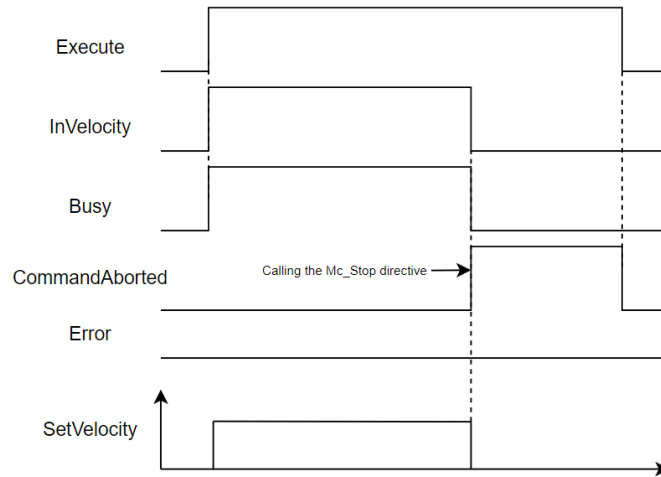 Execute
InVelocity
Busy
Calling the Mc_Stop directive
CommandAborted
Error
SetVelocity